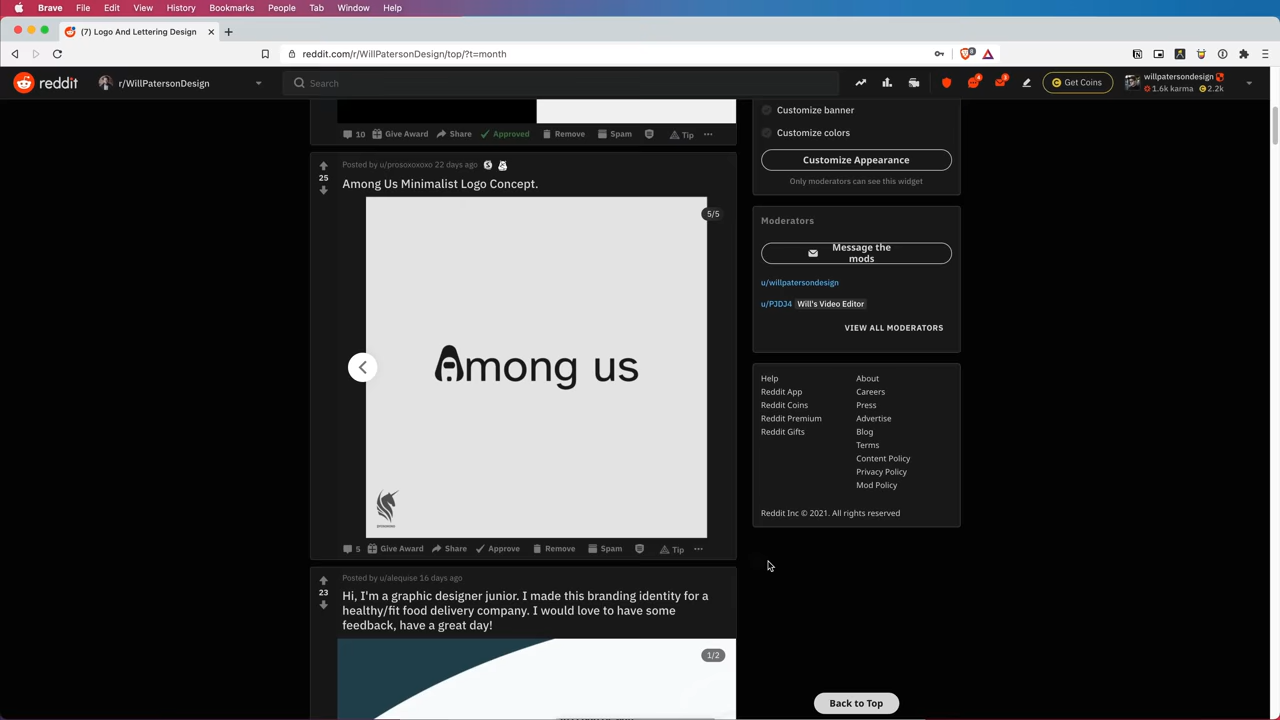 Brave File Edit View History Bookmarks People Tab Window Help
(7) Logo And Lettering Design
reddit.com/r/WillPatersonDesign/top/?t=month
8
reddit r/WillPatersonDesign Search Get Coins willpatersondesign
1.6k karma 2.2k
10 Give Award Share Approved Remove Spam Tip
Posted by u/prosoxoxoxo 22 days ago
25
Among Us Minimalist Logo Concept.
5/5
Among us
5 Give Award Share Approve Remove Spam Tip
Posted by u/alequise 16 days ago
23
Hi, I'm a graphic designer junior. I made this branding identity for a
healthy/fit food delivery company. I would love to have some
feedback, have a great day!
1/2
Customize banner
Customize colors
Customize Appearance
Only moderators can see this widget
Moderators
Message the
mods
u/willpatersondesign
u/PJDJ4 Will's Video Editor
VIEW ALL MODERATORS
Help About
Reddit App Careers
Reddit Coins Press
Reddit Premium Advertise
Reddit Gifts Blog
Terms
Content Policy
Privacy Policy
Mod Policy
Reddit Inc © 2021. All rights reserved
Back to Top